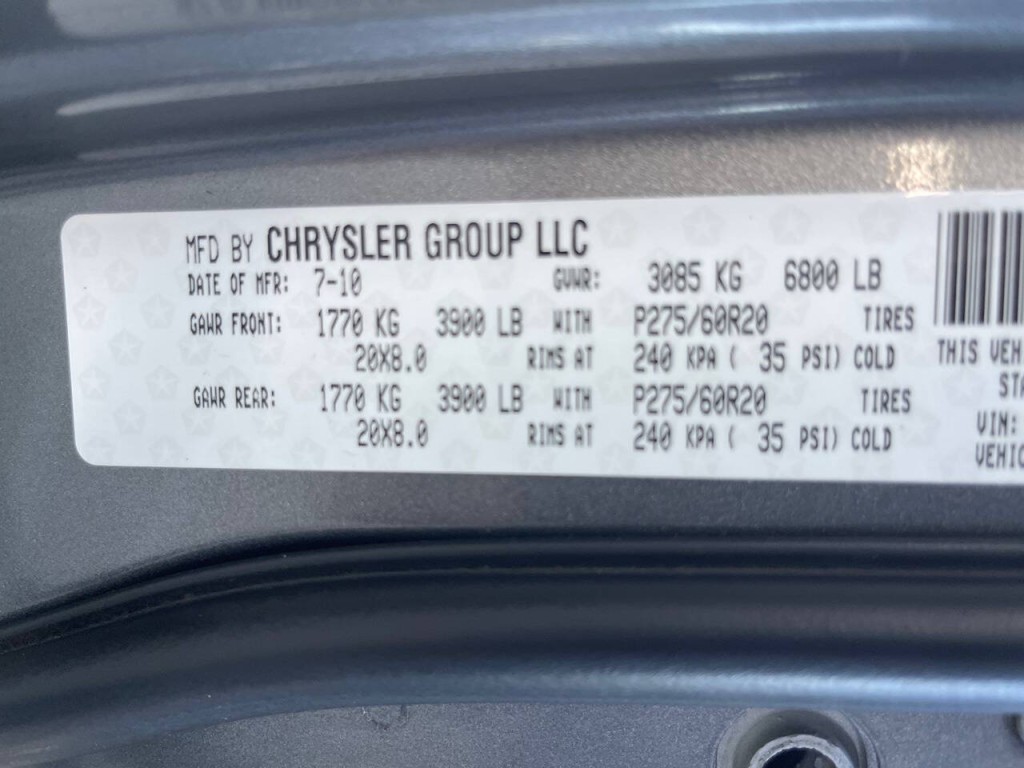 MFD BY CHRYSLER GROUP LLC
DATE OF MFR: 7-10 GVWR: 3085 KG 6800 LB
GAWR FRONT: 1770 KG 3900 LB WITH P275/60R20 TIRES
20X8.0 RIMS AT 240 KPA ( 35 PSI) COLD
GAWR REAR: 1770 KG 3900 LB WITH P275/60R20 TIRES
20X8.0 RIMS AT 240 KPA ( 35 PSI) COLD
THIS VEH
STA
VIN:
VEHIC